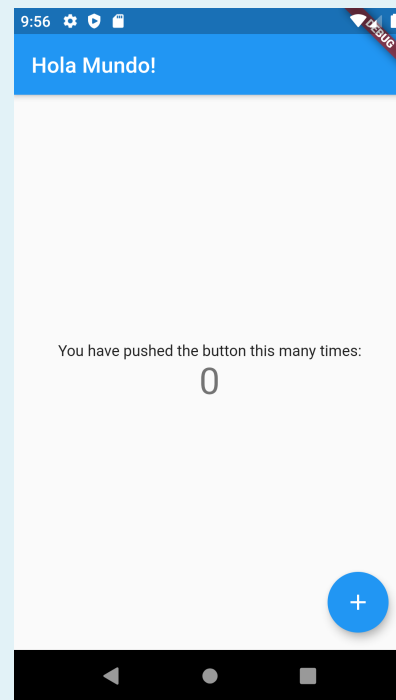 9:56
DEBUG
Hola Mundo!
You have pushed the button this many times:
0